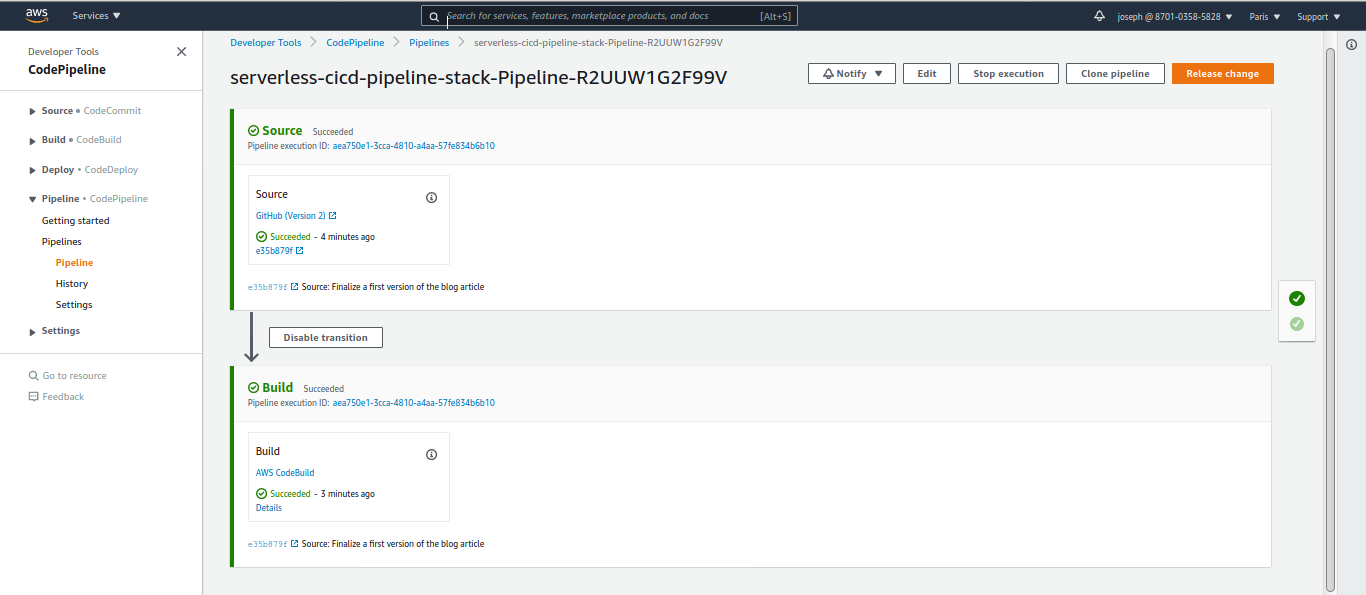 aws Services Search for services, features, marketplace products, and docs [Alt+S] joseph @ 8701-0358-5828 Paris Support
Developer Tools
CodePipeline
Source • CodeCommit
Build • CodeBuild
Deploy • CodeDeploy
Pipeline • CodePipeline
Getting started
Pipelines
Pipeline
History
Settings
Settings
Go to resource
Feedback
Developer Tools > CodePipeline > Pipelines > serverless-cicd-pipeline-stack-Pipeline-R2UUW1G2F99V
serverless-cicd-pipeline-stack-Pipeline-R2UUW1G2F99V
Notify Edit Stop execution Clone pipeline Release change
Source Succeeded
Pipeline execution ID: aea750e1-3cca-4810-a4aa-57fe834b6b10
Source
GitHub (Version 2)
Succeeded - 4 minutes ago
e35b879f
e35b879f Source: Finalize a first version of the blog article
Disable transition
Build Succeeded
Pipeline execution ID: aea750e1-3cca-4810-a4aa-57fe834b6b10
Build
AWS CodeBuild
Succeeded - 3 minutes ago
Details
e35b879f Source: Finalize a first version of the blog article